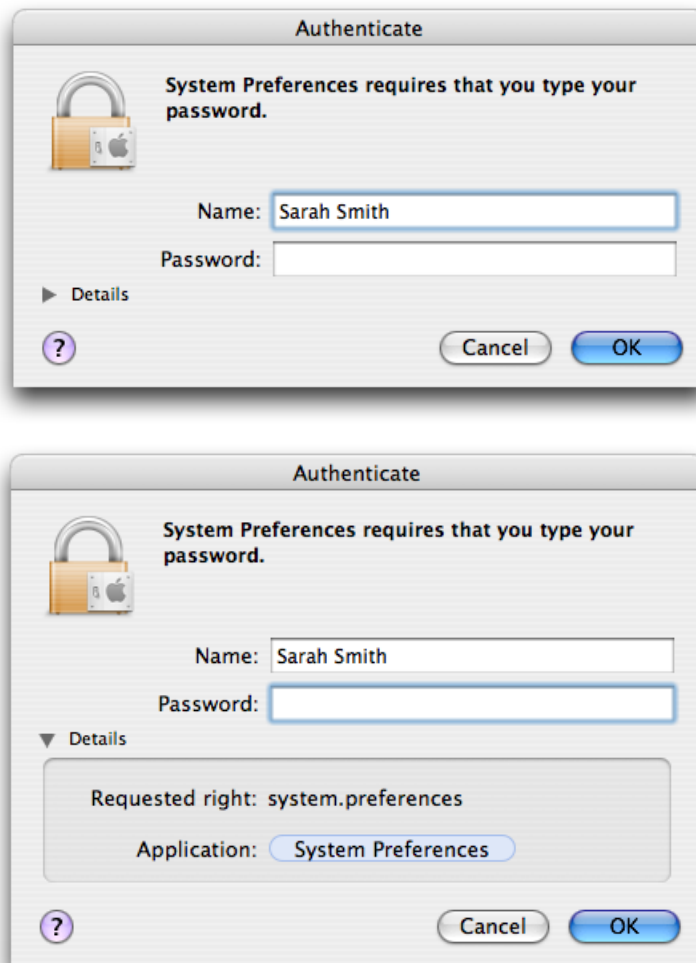 Authenticate
System Preferences requires that you type your
password.
Name: Sarah Smith
Password:
Details
?
Cancel OK
Authenticate
System Preferences requires that you type your
password.
Name: Sarah Smith
Password:
Details
Requested right: system.preferences
Application: System Preferences
?
Cancel OK